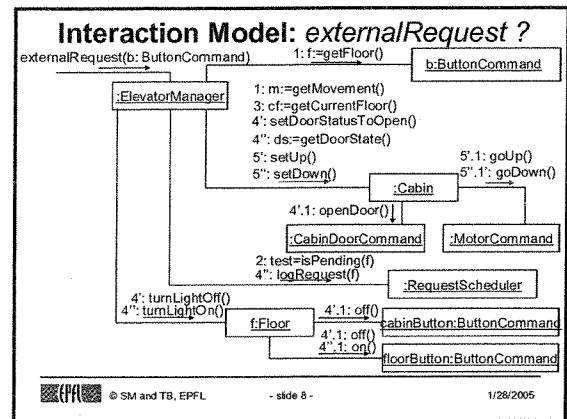 Interaction Model: externalRequest ?
externalRequest(b: ButtonCommand)
1: f:=getFloor()
b:ButtonCommand
:ElevatorManager
1: m:=getMovement()
3: cf:=getCurrentFloor()
4': setDoorStatusToOpen()
4": ds:=getDoorState()
5': setUp()
5": setDown()
:Cabin
5'.1: goUp()
5".1': goDown()
4'.1: openDoor()
:CabinDoorCommand
:MotorCommand
2: test=isPending(f)
4": logRequest(f)
:RequestScheduler
4': turnLightOff()
4": turnLightOn()
f:Floor
4'.1: off()
cabinButton:ButtonCommand
4'.1: off()
4".1: on()
floorButton:ButtonCommand
EPFL © SM and TB, EPFL - slide 8 - 1/28/2005